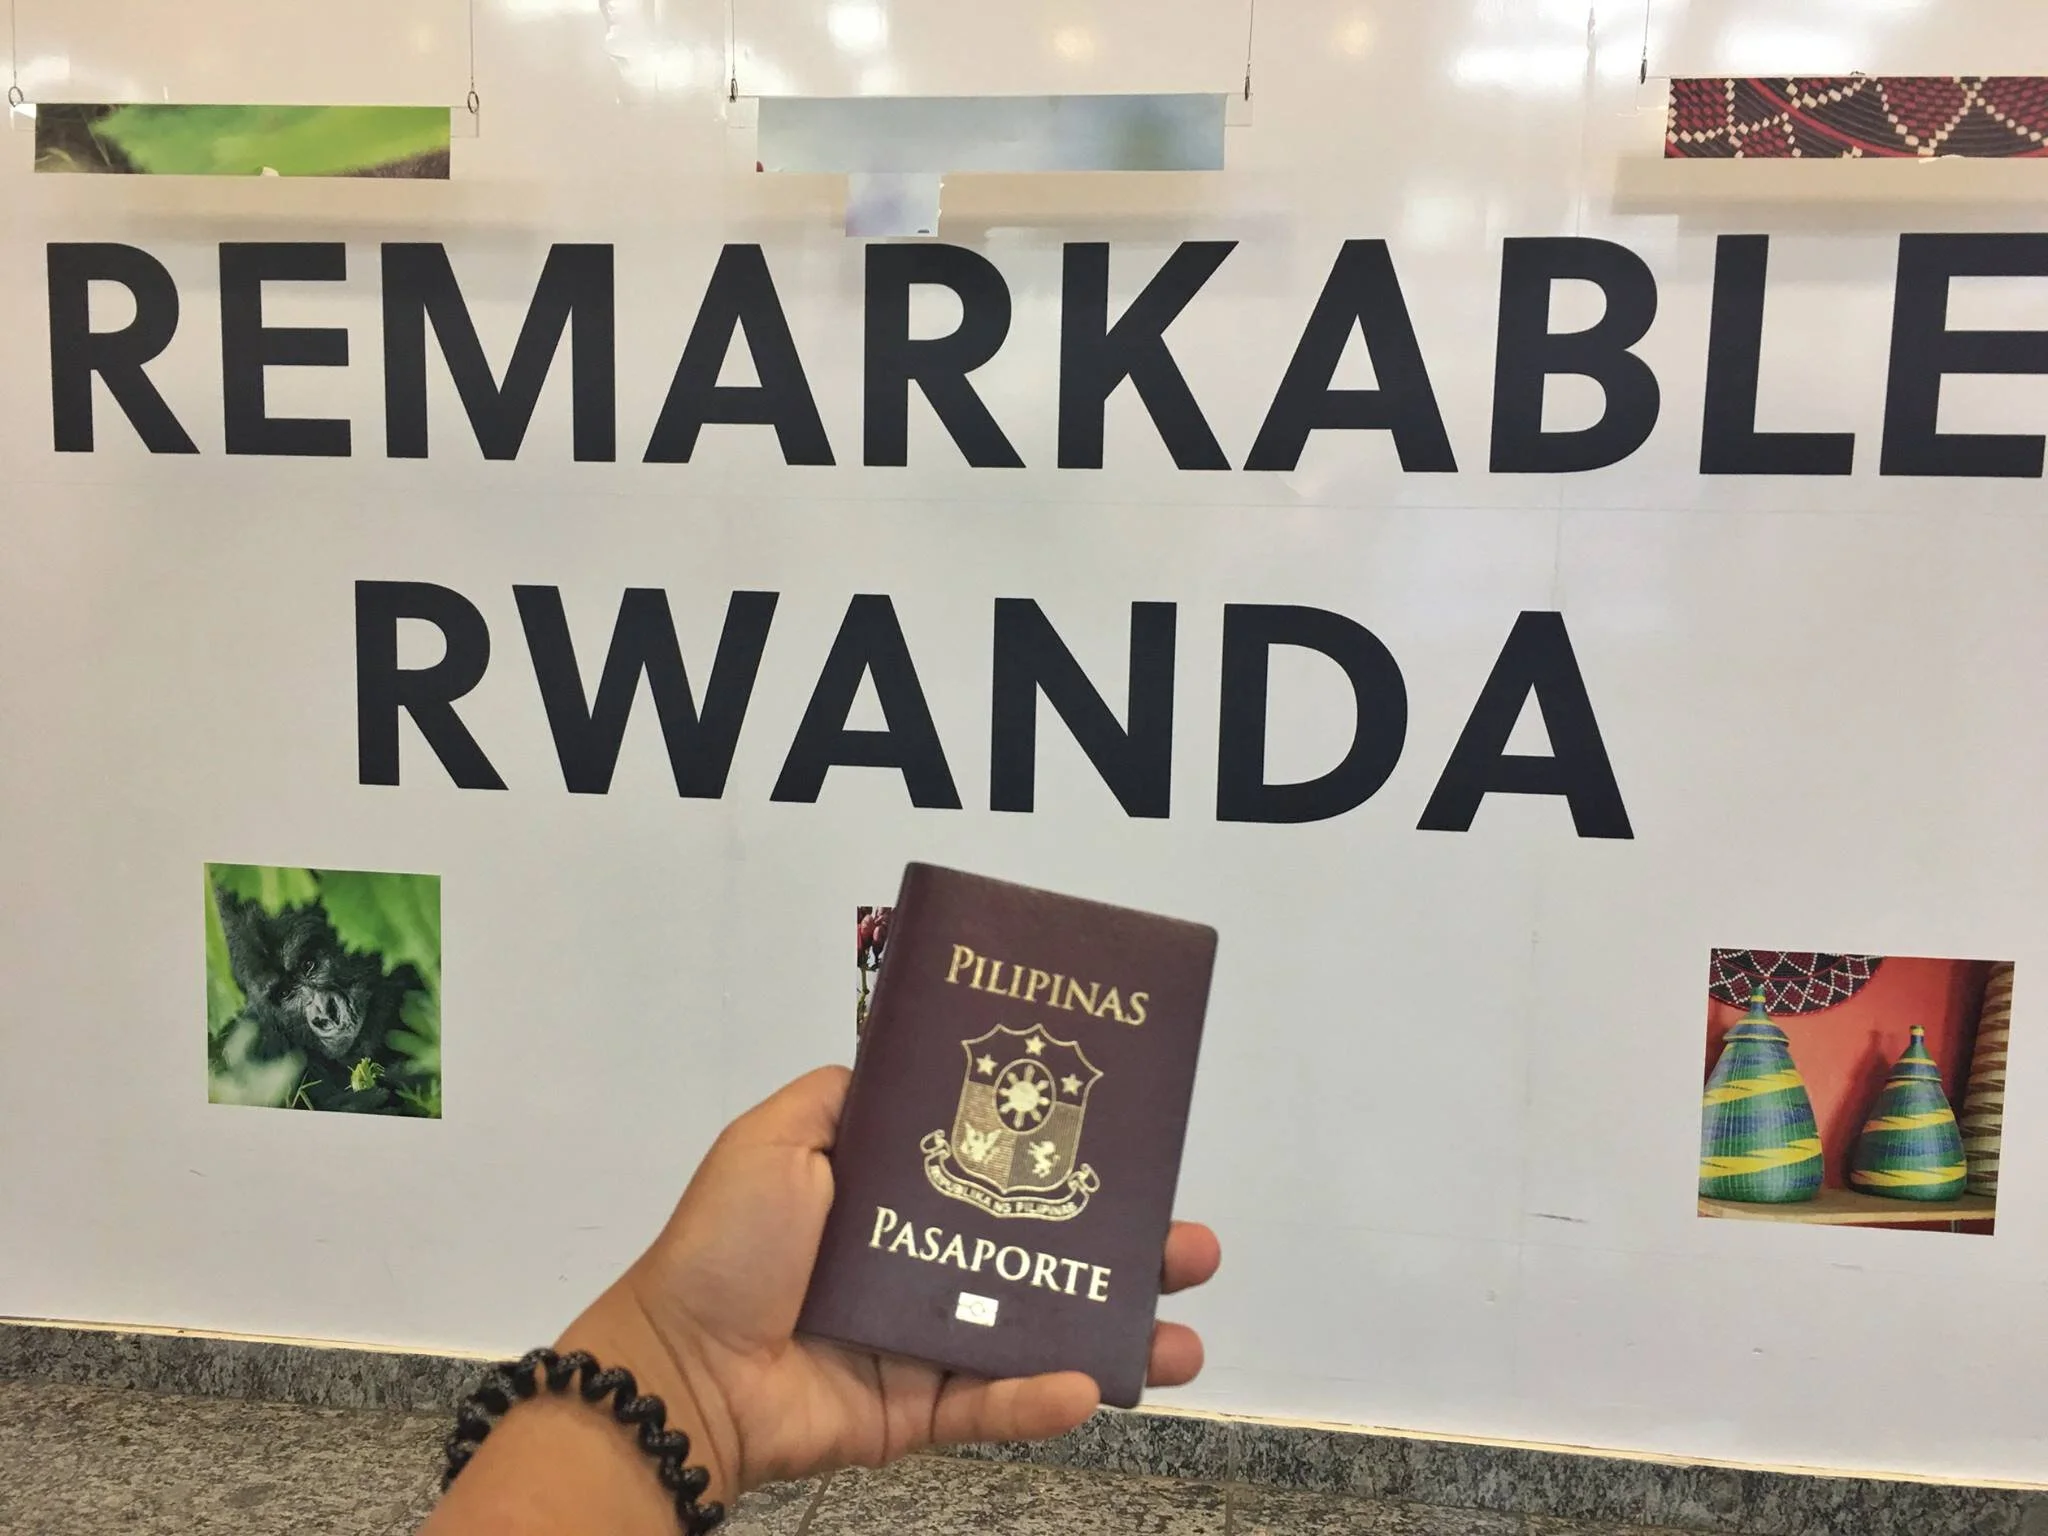 REMARKABLE
RWANDA
PILIPINAS
REPUBLIKA NG PILIPINAS
PASAPORTE